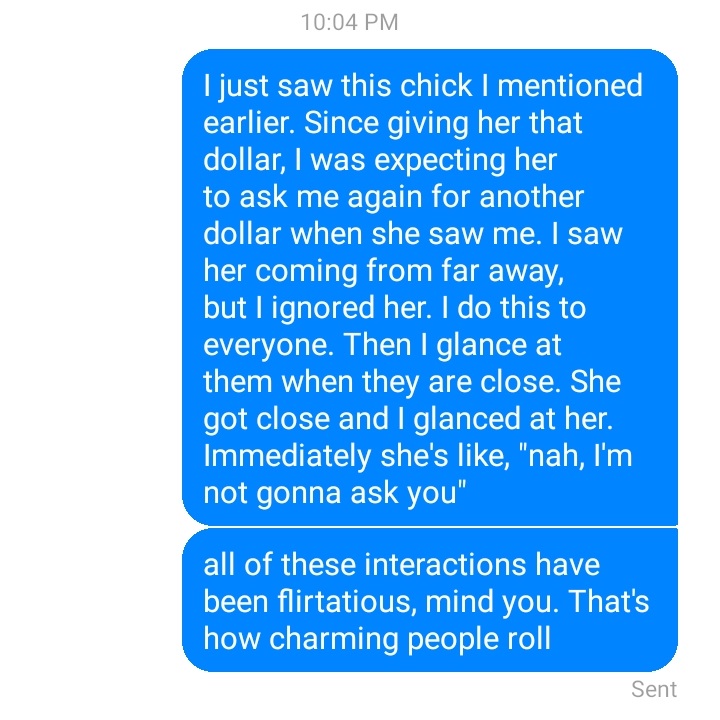 10:04 PM
I just saw this chick I mentioned
earlier. Since giving her that
dollar, I was expecting her
to ask me again for another
dollar when she saw me. I saw
her coming from far away,
but I ignored her. I do this to
everyone. Then I glance at
them when they are close. She
got close and I glanced at her.
Immediately she's like, "nah, I'm
not gonna ask you"
all of these interactions have
been flirtatious, mind you. That's
how charming people roll
Sent